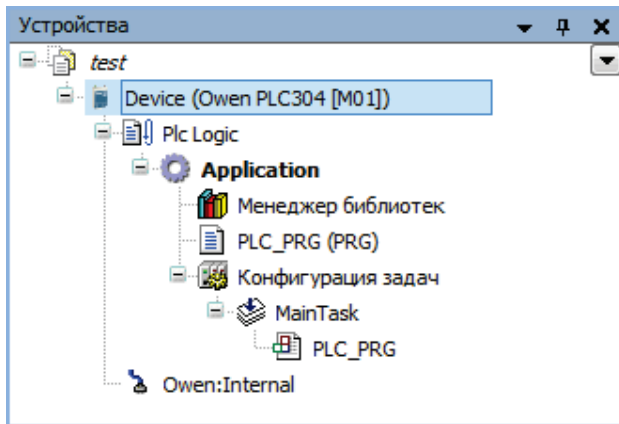 Устройства
test
Device (Owen PLC304 [M01])
Plc Logic
Application
Менеджер библиотек
PLC_PRG (PRG)
Конфигурация задач
MainTask
PLC_PRG
Owen:Internal